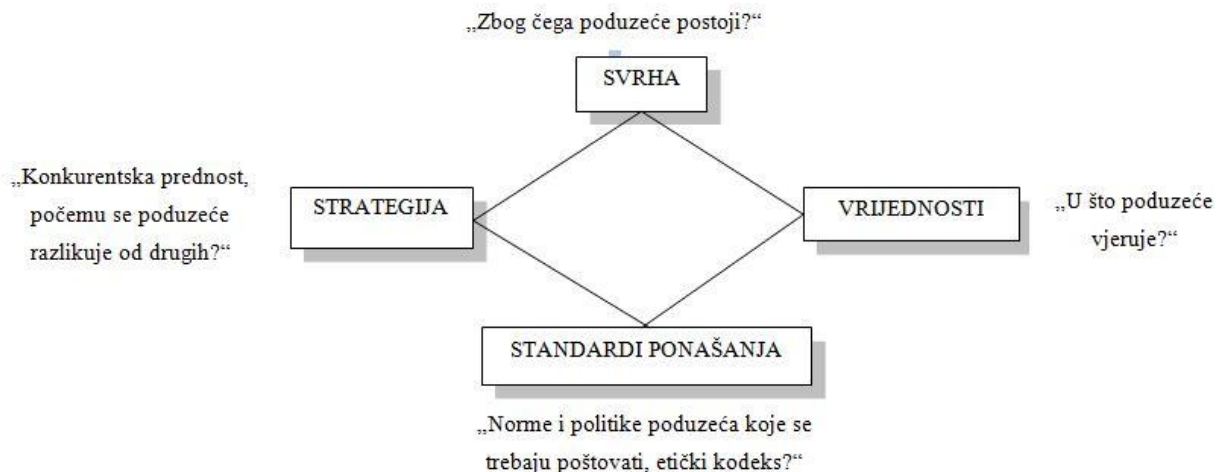 „Zbog čega poduzeće postoji?“
SVRHA
„Konkurentska prednost,
počemu se poduzeće
razlikuje od drugih?“
STRATEGIJA
VRIJEDNOSTI
„U što poduzeće
vjeruje?“
STANDARDI PONAŠANJA
„Norme i politike poduzeća koje se
trebaju poštovati, etički kodeks?“